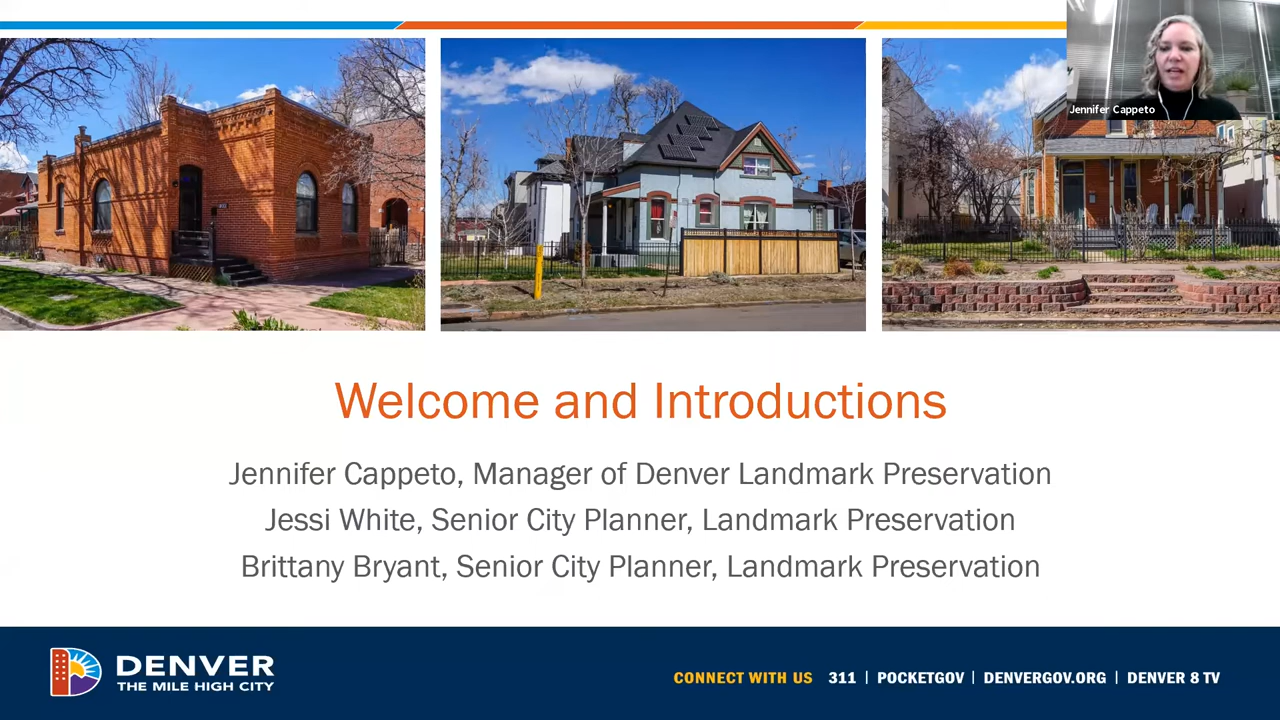 Jennifer Cappeto
Welcome and Introductions
Jennifer Cappeto, Manager of Denver Landmark Preservation
Jessi White, Senior City Planner, Landmark Preservation
Brittany Bryant, Senior City Planner, Landmark Preservation
DENVER
THE MILE HIGH CITY
CONNECT WITH US 311 | POCKETGOV | DENVERGOV.ORG | DENVER 8 TV